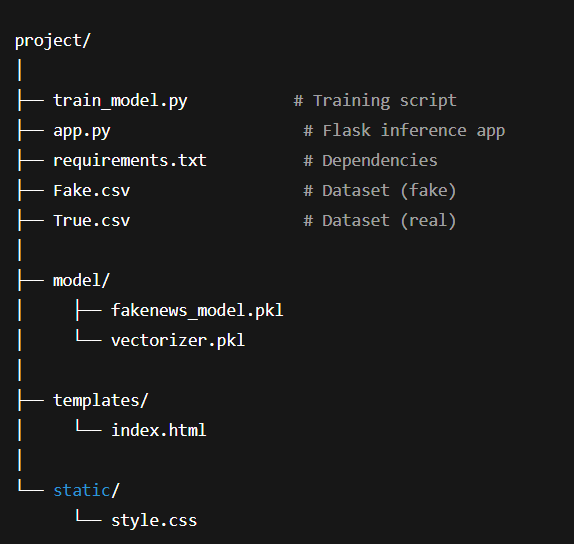 project/
│
├── train_model.py           # Training script
├── app.py                    # Flask inference app
├── requirements.txt          # Dependencies
├── Fake.csv                  # Dataset (fake)
├── True.csv                  # Dataset (real)
│
├── model/
│     ├── fakenews_model.pkl
│     └── vectorizer.pkl
│
├── templates/
│     └── index.html
│
└── static/
      └── style.css